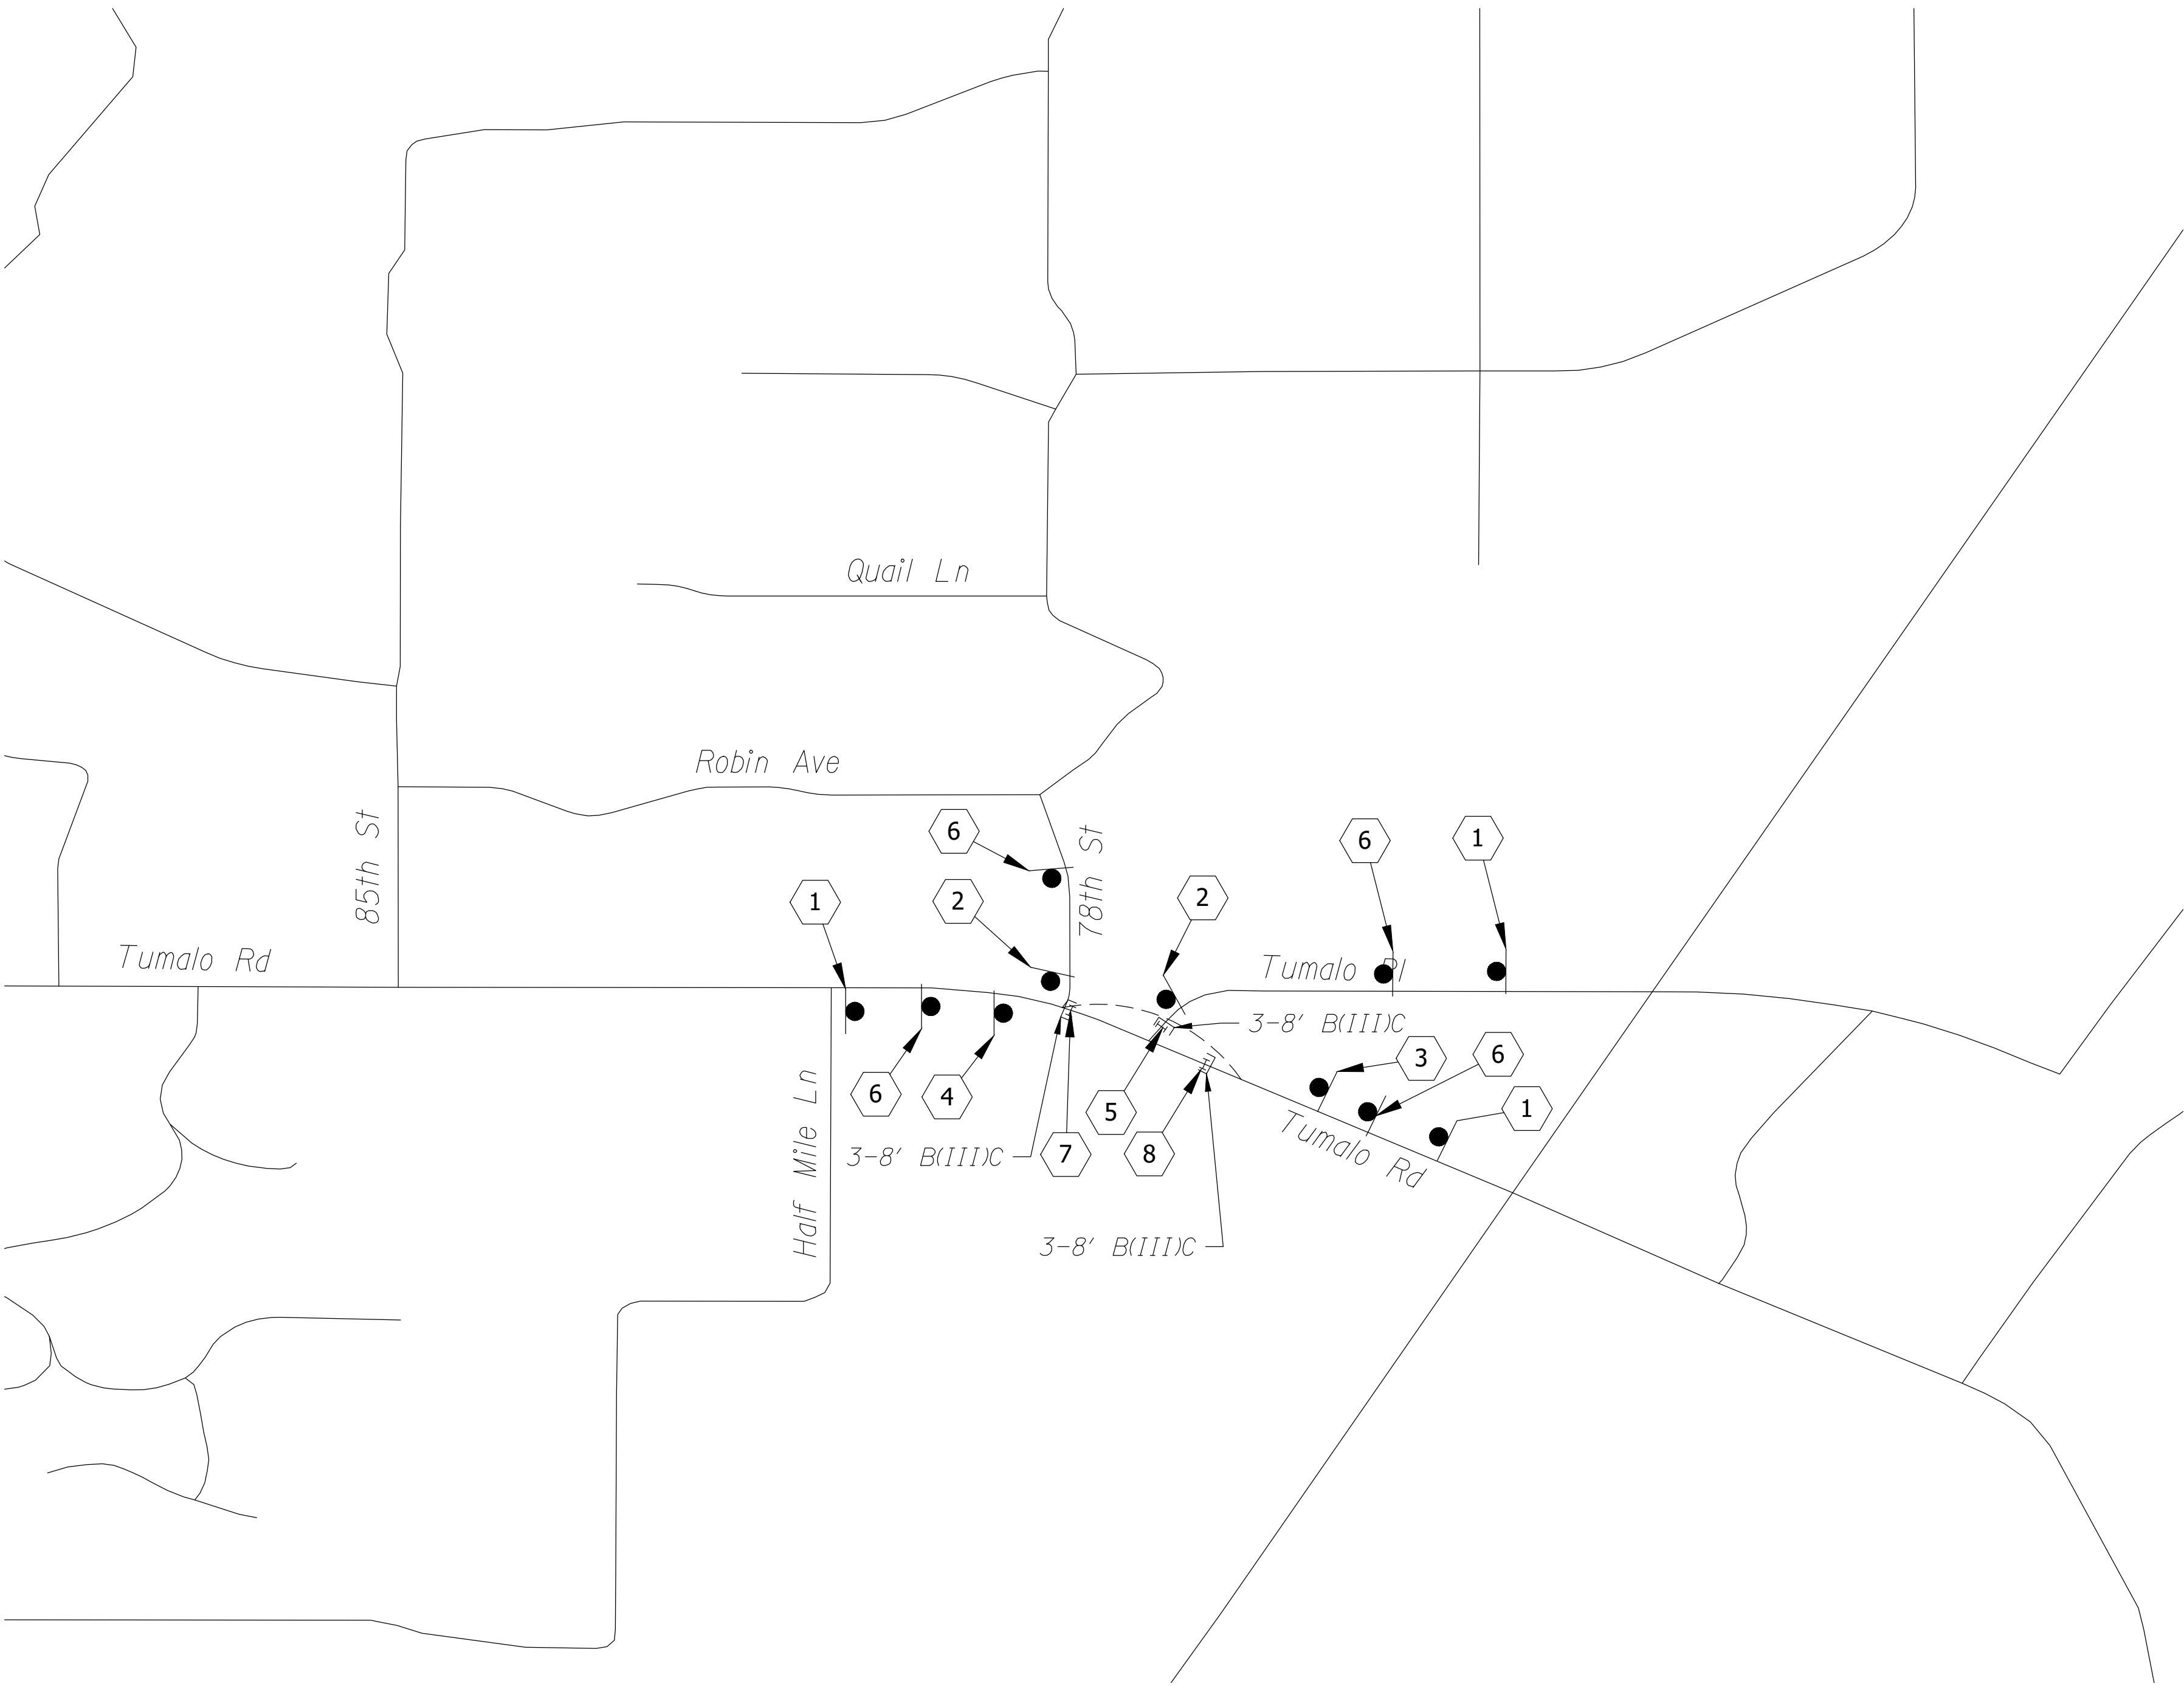 Quail Ln
Robin Ave
85th St
78th St
6
6
1
1
2
2
Tumalo Rd
Tumalo Pl
3-8' B(III)C
3
6
6
4
5
1
Half Mile Ln
3-8' B(III)C
7
8
Tumalo Rd
3-8' B(III)C